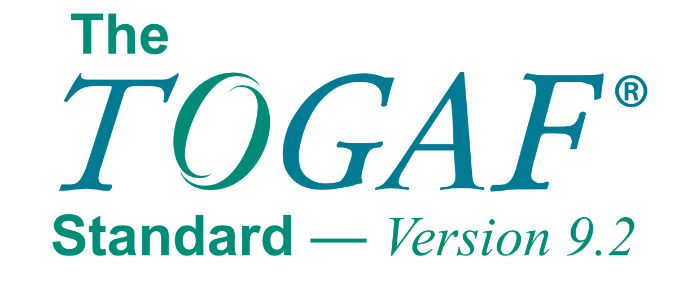 The
TOGAF®
Standard — Version 9.2